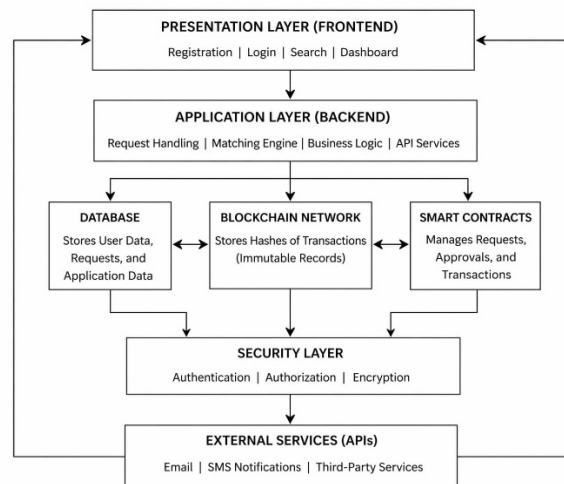 PRESENTATION LAYER (FRONTEND)
Registration | Login | Search | Dashboard
APPLICATION LAYER (BACKEND)
Request Handling | Matching Engine | Business Logic | API Services
DATABASE
Stores User Data,
Requests, and
Application Data
BLOCKCHAIN NETWORK
Stores Hashes of Transactions
(Immutable Records)
SMART CONTRACTS
Manages Requests,
Approvals, and
Transactions
SECURITY LAYER
Authentication | Authorization | Encryption
EXTERNAL SERVICES (APIs)
Email | SMS Notifications | Third-Party Services